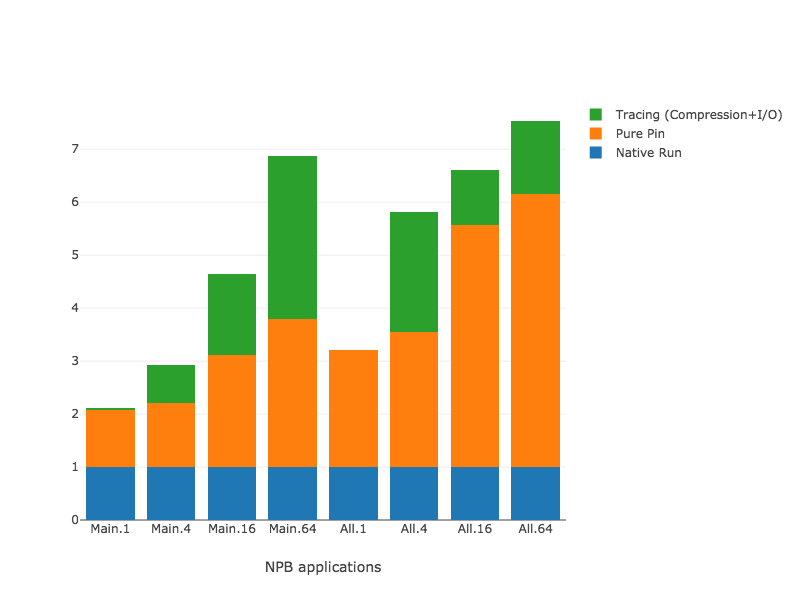 Tracing (Compression+I/O)
Pure Pin
Native Run
7
6
5
4
3
2
1
0
Main.1 Main.4 Main.16 Main.64 All.1 All.4 All.16 All.64
NPB applications